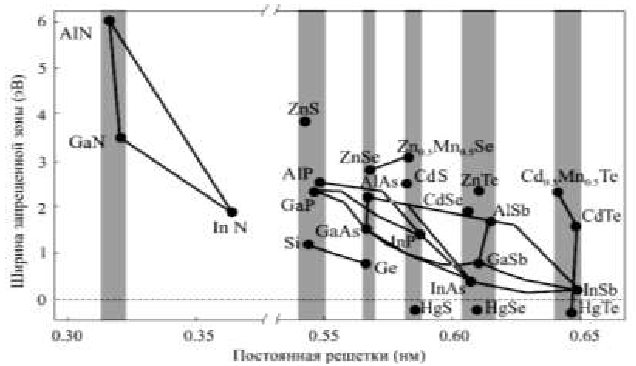 Ширина запрещенной зоны (эВ)
6
5
4
3
2
1
0
AlN
GaN
In N
ZnS
ZnSe
Zn0.5Mn0.5Se
AlP
AlAs
CdS
ZnTe
Cd0.5Mn0.5Te
GaP
CdSe
AlSb
CdTe
GaAs
InP
Si
Ge
GaSb
InAs
InSb
HgS
HgSe
HgTe
0.30
0.35
0.55
0.60
0.65
Постоянная решетки (нм)